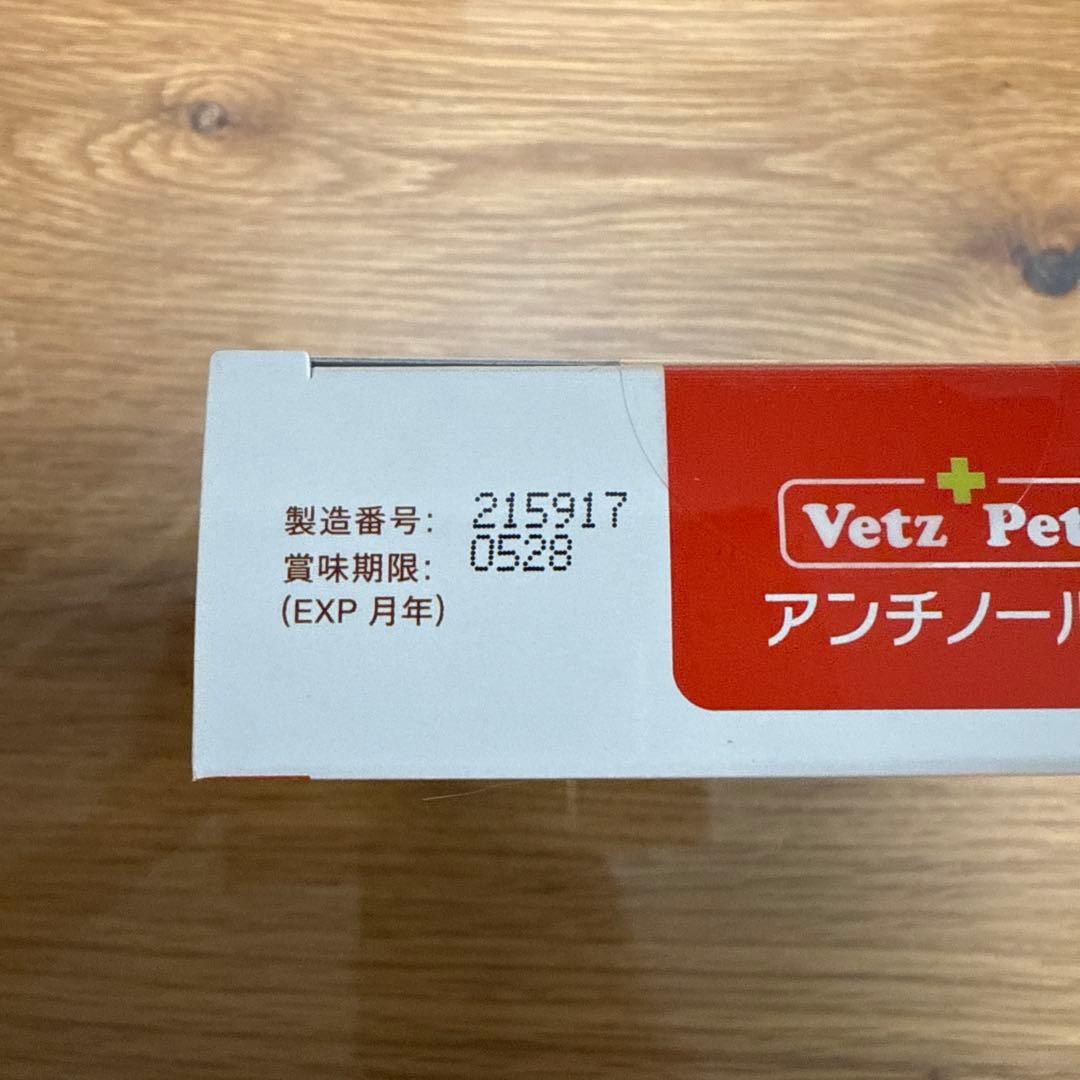 製造番号: 215917
賞味期限: 0528
(EXP 月年)
Vetz Pet
アンチノール